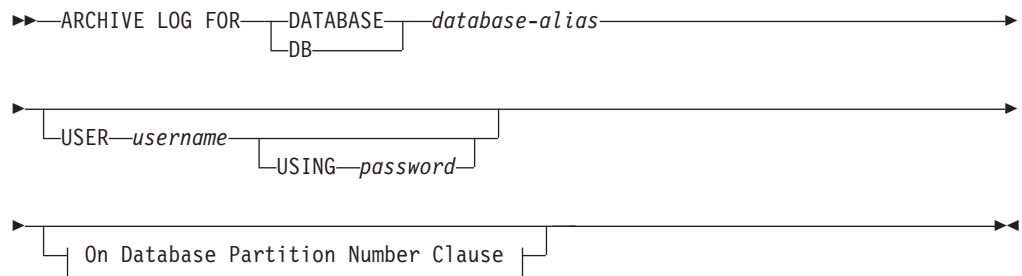 ARCHIVE LOG FOR DATABASE database-alias
DB
USER username
USING password
On Database Partition Number Clause